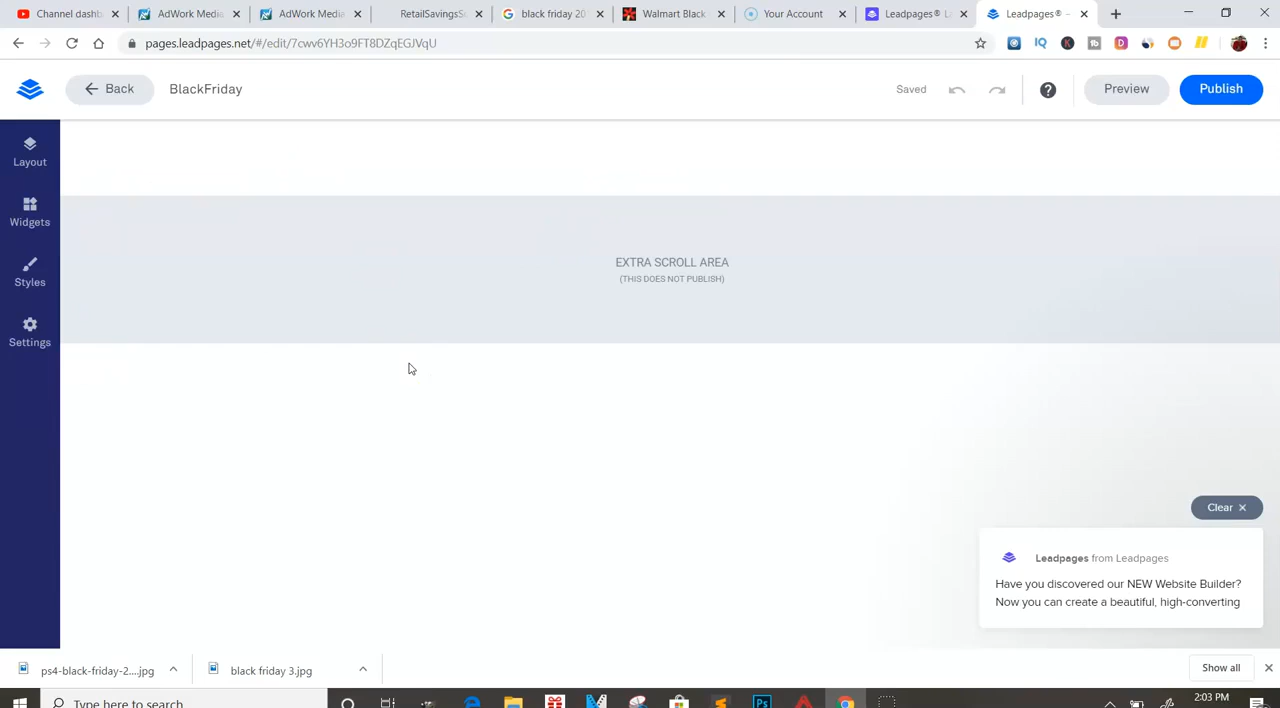 Channel dashb
AdWork Media
AdWork Media
RetailSavingsS
black friday 20
Walmart Black
Your Account
Leadpages® L
Leadpages® –
pages.leadpages.net/#/edit/7cwv6YH3o9FT8DZqEGJVqU
Back
BlackFriday
Saved
Preview
Publish
Layout
Widgets
Styles
Settings
EXTRA SCROLL AREA
(THIS DOES NOT PUBLISH)
Clear
Leadpages from Leadpages
Have you discovered our NEW Website Builder?
Now you can create a beautiful, high-converting
ps4-black-friday-2....jpg
black friday 3.jpg
Show all
Type here to search
2:03 PM